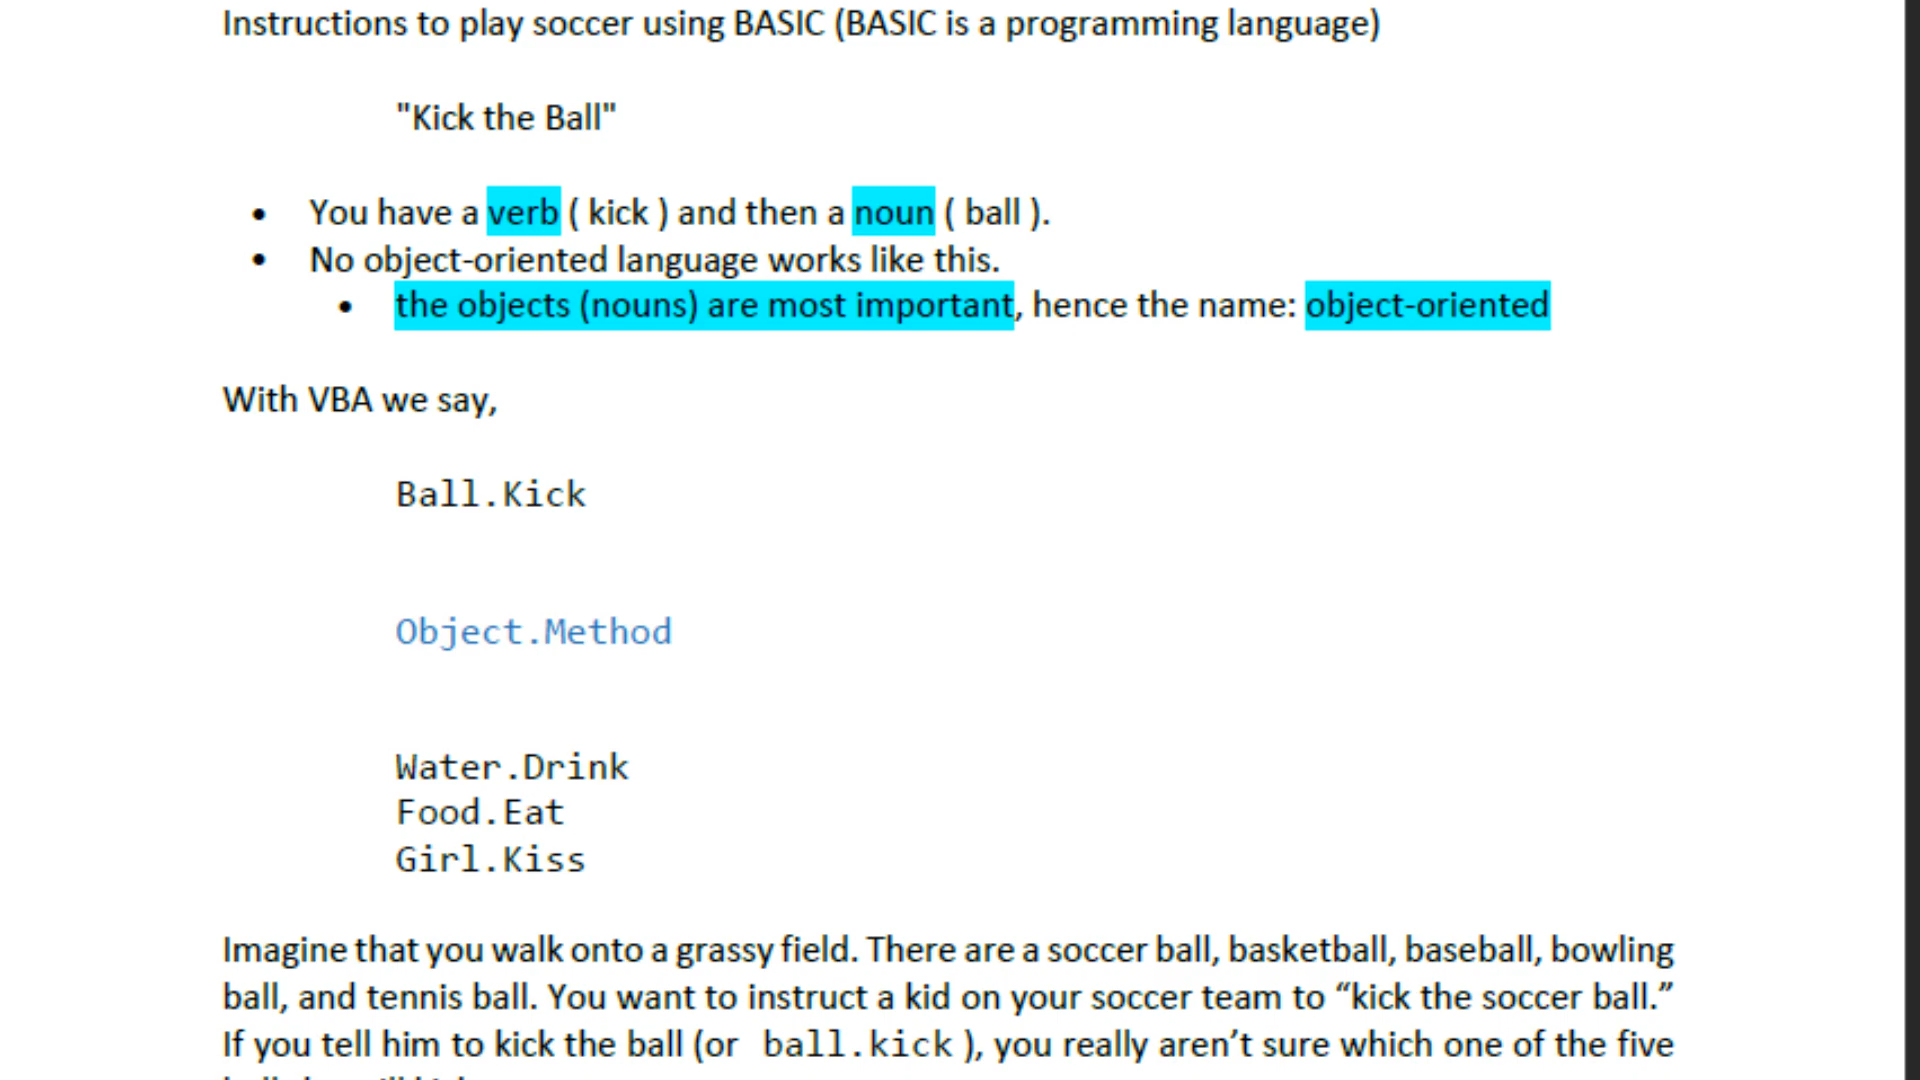 Instructions to play soccer using BASIC (BASIC is a programming language)
"Kick the Ball"
• You have a verb ( kick ) and then a noun ( ball ).
• No object-oriented language works like this.
• the objects (nouns) are most important, hence the name: object-oriented
With VBA we say,
Ball.Kick
Object.Method
Water.Drink
Food.Eat
Girl.Kiss
Imagine that you walk onto a grassy field. There are a soccer ball, basketball, baseball, bowling
ball, and tennis ball. You want to instruct a kid on your soccer team to “kick the soccer ball.”
If you tell him to kick the ball (or ball.kick ), you really aren’t sure which one of the five